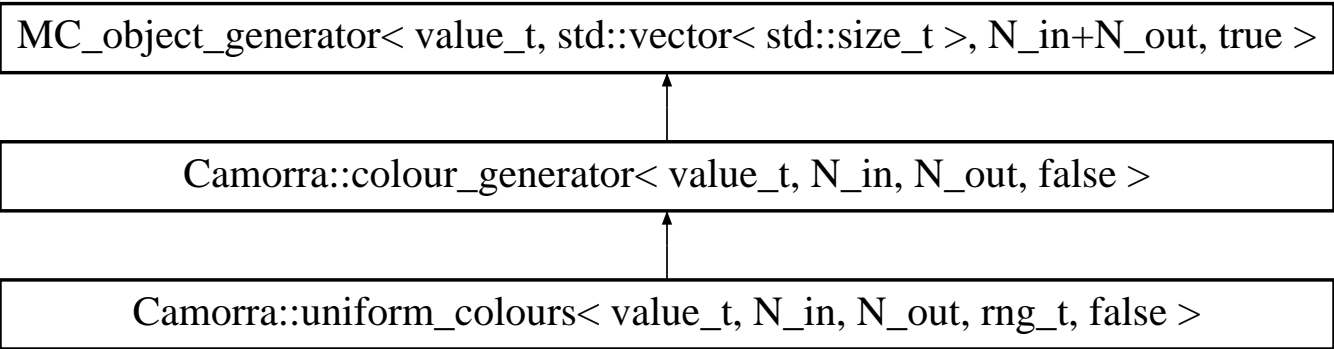 MC_object_generator< value_t, std::vector< std::size_t >, N_in+N_out, true >
Camorra::colour_generator< value_t, N_in, N_out, false >
Camorra::uniform_colours< value_t, N_in, N_out, rng_t, false >